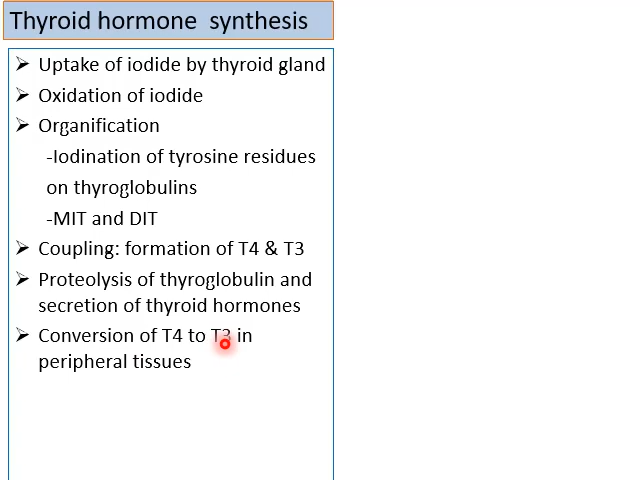 Thyroid hormone synthesis
➢ Uptake of iodide by thyroid gland
➢ Oxidation of iodide
➢ Organification
-Iodination of tyrosine residues
on thyroglobulins
-MIT and DIT
➢ Coupling: formation of T4 & T3
➢ Proteolysis of thyroglobulin and
secretion of thyroid hormones
➢ Conversion of T4 to T3 in
peripheral tissues